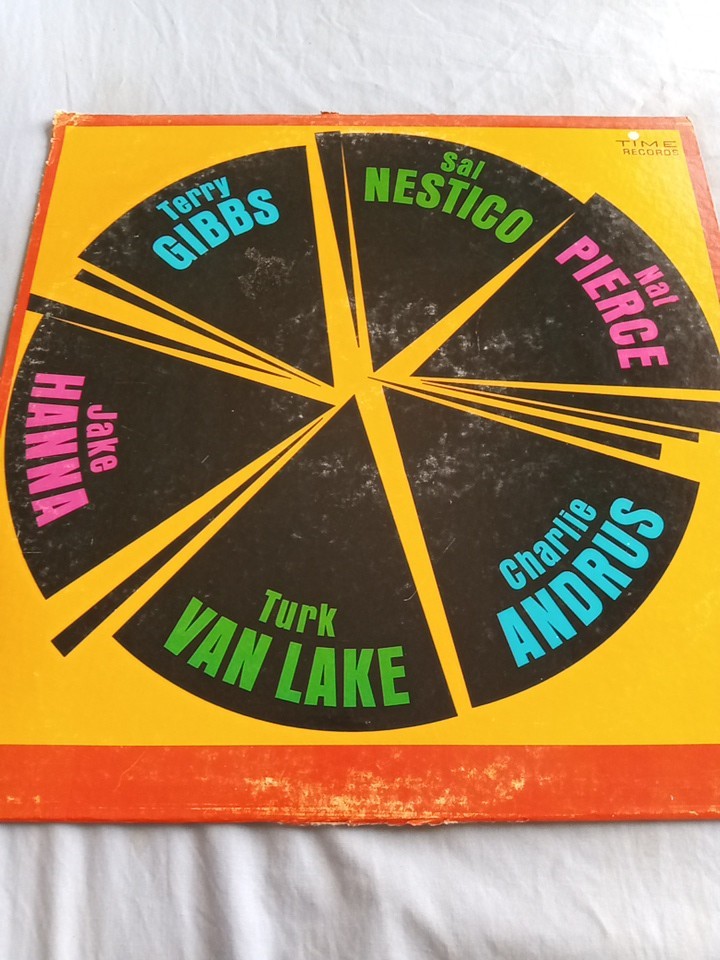 TIME
RECORDS
Terry
GIBBS
Sal
NESTICO
Nat
PIERCE
Jake
HANNA
Charlie
ANDRUS
Turk
VAN LAKE